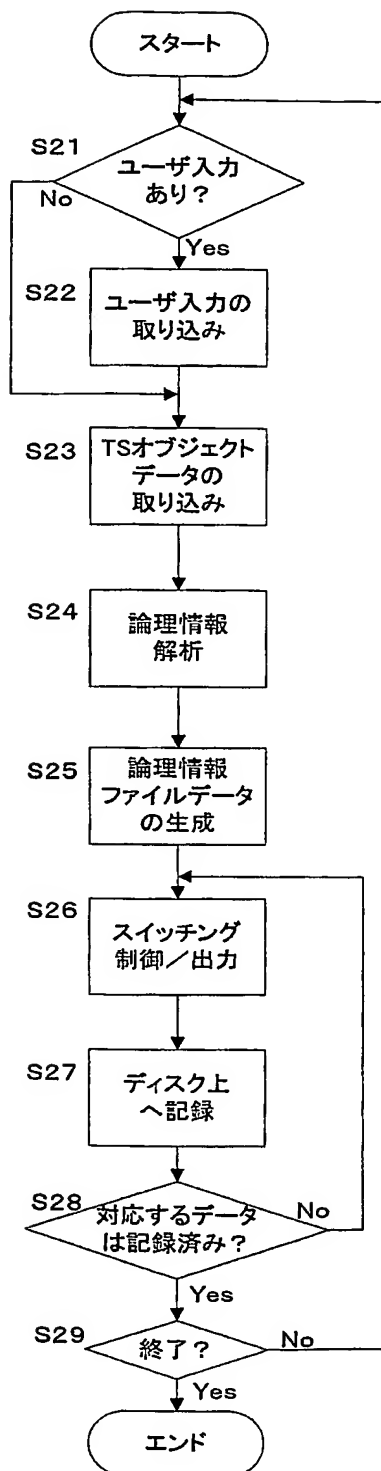 スタート
S21
ユーザ入力
あり?
No
Yes
S22
ユーザ入力の
取り込み
S23
TSオブジェクト
データの
取り込み
S24
論理情報
解析
S25
論理情報
ファイルデータ
の生成
S26
スイッチング
制御／出力
S27
ディスク上
へ記録
S28
対応するデータ
は記録済み?
No
Yes
S29
終了?
No
Yes
エンド